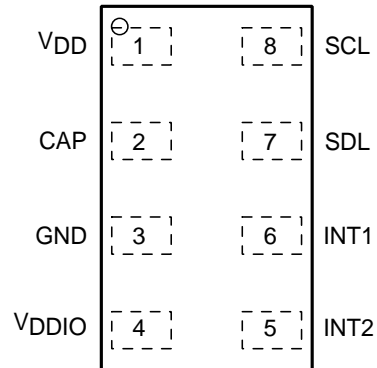 VDD 1 8 SCL
CAP 2 7 SDL
GND 3 6 INT1
VDDIO 4 5 INT2